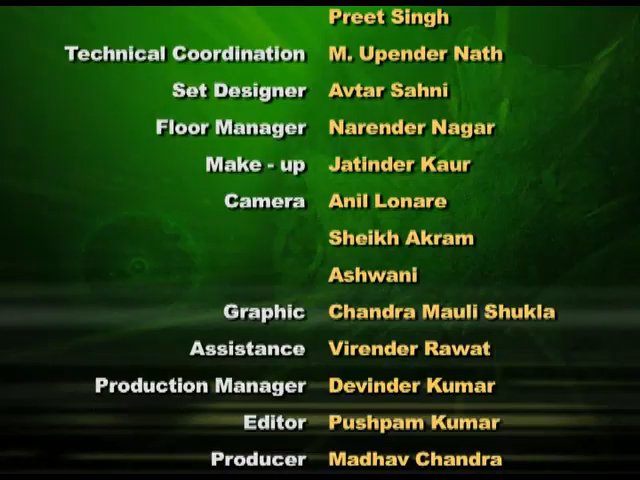 Preet Singh
Technical Coordination M. Upender Nath
Set Designer Avtar Sahni
Floor Manager Narender Nagar
Make - up Jatinder Kaur
Camera Anil Lonare
Sheikh Akram
Ashwani
Graphic Chandra Mauli Shukla
Assistance Virender Rawat
Production Manager Devinder Kumar
Editor Pushpam Kumar
Producer Madhav Chandra